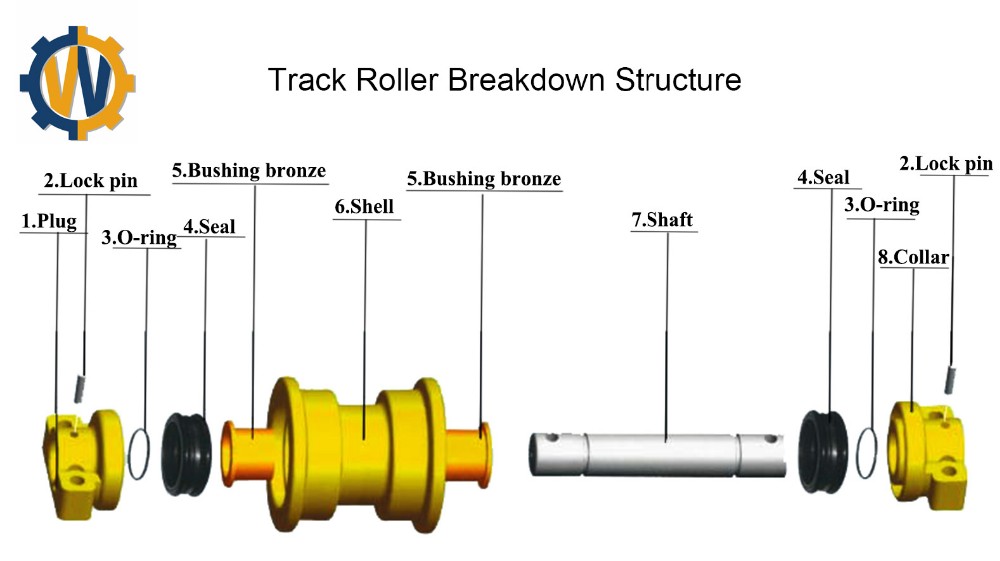 Track Roller Breakdown Structure
2.Lock pin
5.Bushing bronze
5.Bushing bronze
4.Seal
2.Lock pin
1.Plug
3.O-ring
4.Seal
6.Shell
7.Shaft
3.O-ring
8.Collar